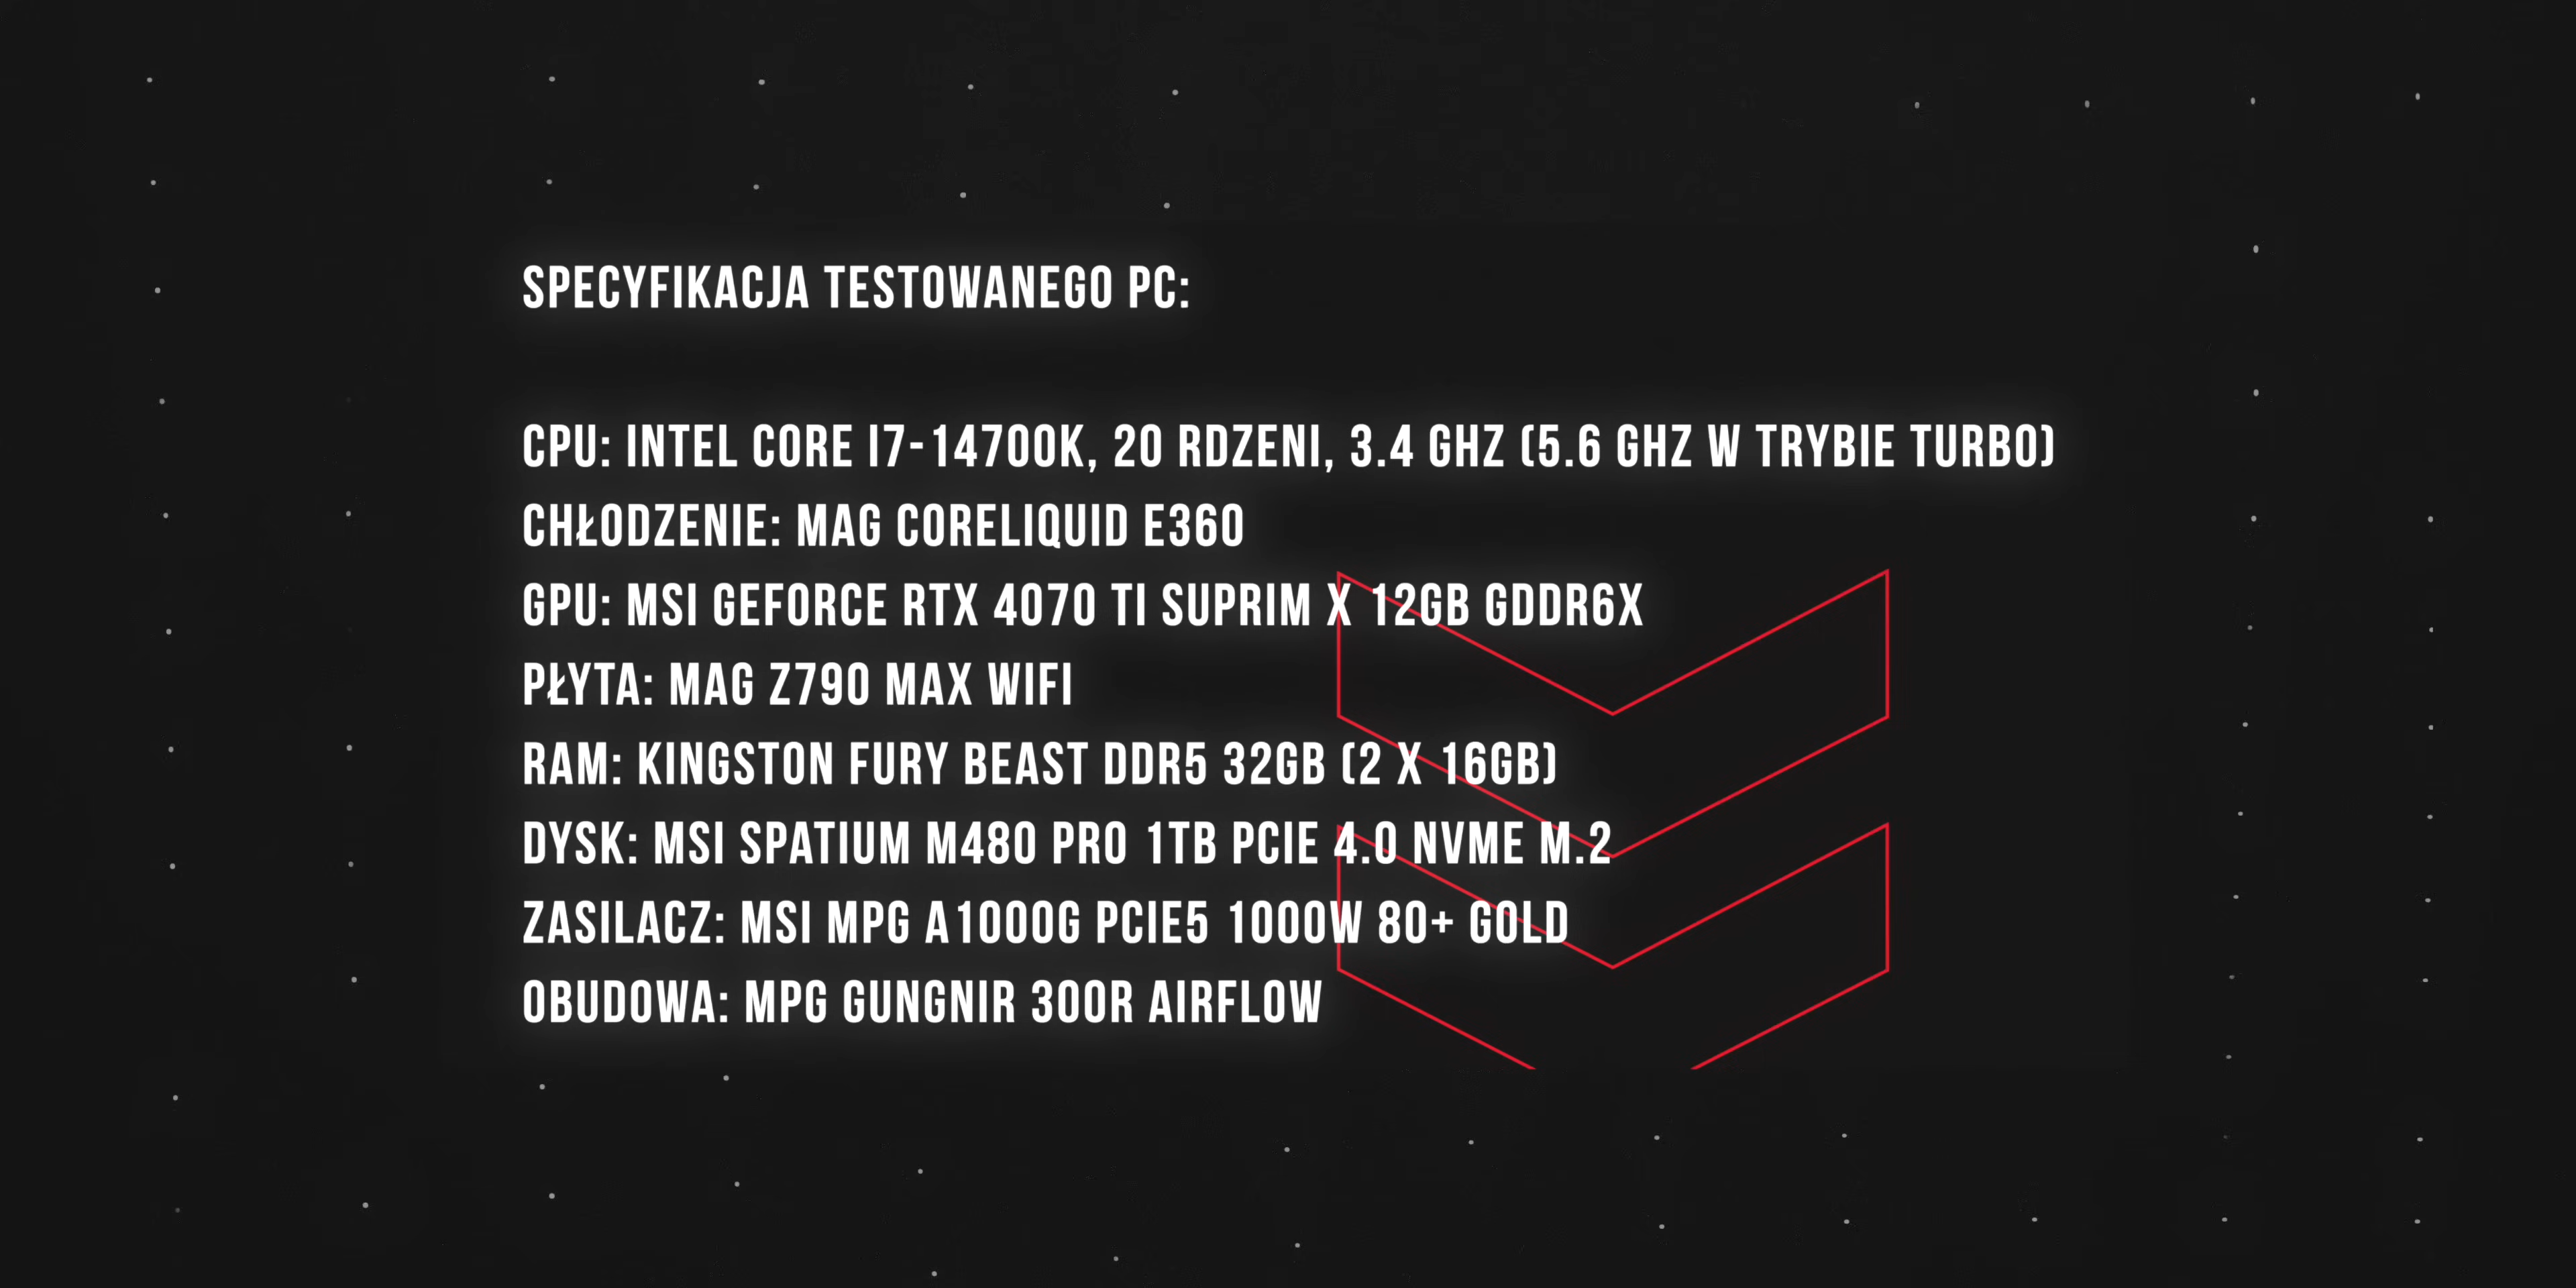 SPECYFIKACJA TESTOWANEGO PC:
CPU: INTEL CORE I7-14700K, 20 RDZENI, 3.4 GHZ (5.6 GHZ W TRYBIE TURBO)
CHŁODZENIE: MAG CORELIQUID E360
GPU: MSI GEFORCE RTX 4070 TI SUPRIM X 12GB GDDR6X
PŁYTA: MAG Z790 MAX WIFI
RAM: KINGSTON FURY BEAST DDR5 32GB (2 X 16GB)
DYSK: MSI SPATIUM M480 PRO 1TB PCIE 4.0 NVME M.2
ZASILACZ: MSI MPG A1000G PCIE5 1000W 80+ GOLD
OBUDOWA: MPG GUNGNIR 300R AIRFLOW